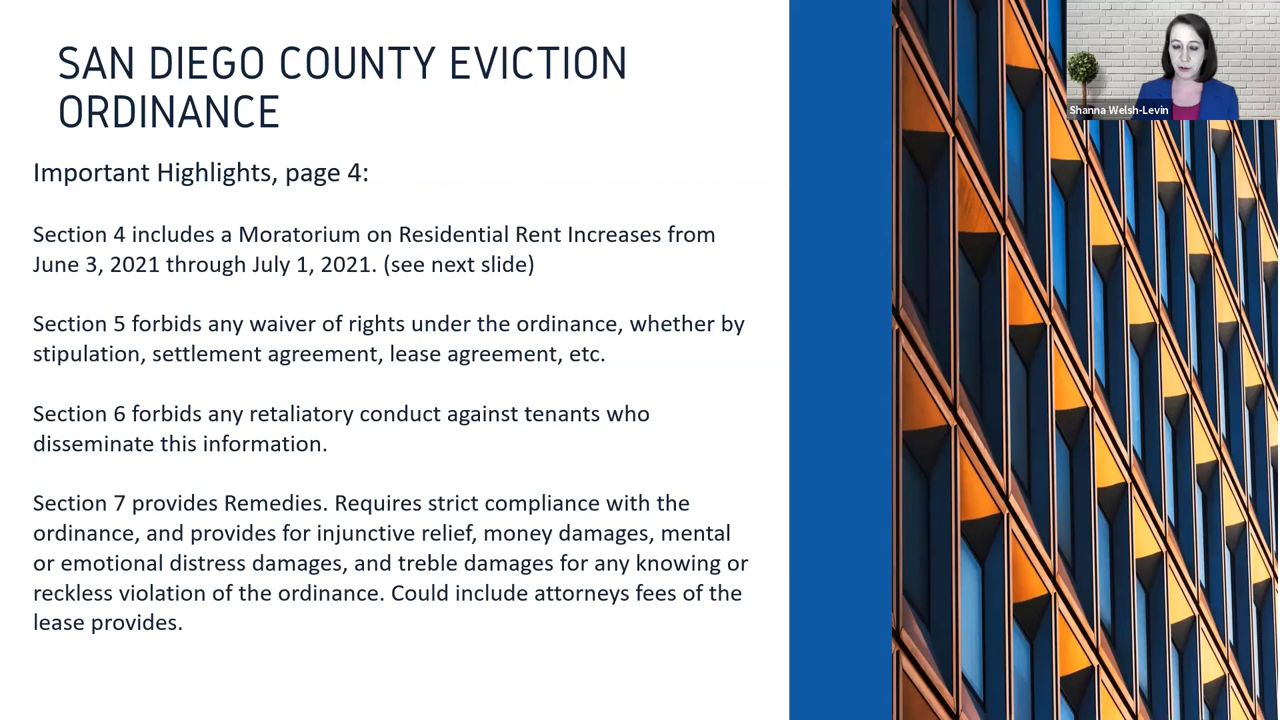 SAN DIEGO COUNTY EVICTION
ORDINANCE
Important Highlights, page 4:
Section 4 includes a Moratorium on Residential Rent Increases from
June 3, 2021 through July 1, 2021. (see next slide)
Section 5 forbids any waiver of rights under the ordinance, whether by
stipulation, settlement agreement, lease agreement, etc.
Section 6 forbids any retaliatory conduct against tenants who
disseminate this information.
Section 7 provides Remedies. Requires strict compliance with the
ordinance, and provides for injunctive relief, money damages, mental
or emotional distress damages, and treble damages for any knowing or
reckless violation of the ordinance. Could include attorneys fees of the
lease provides.
Shanna Welsh-Levin